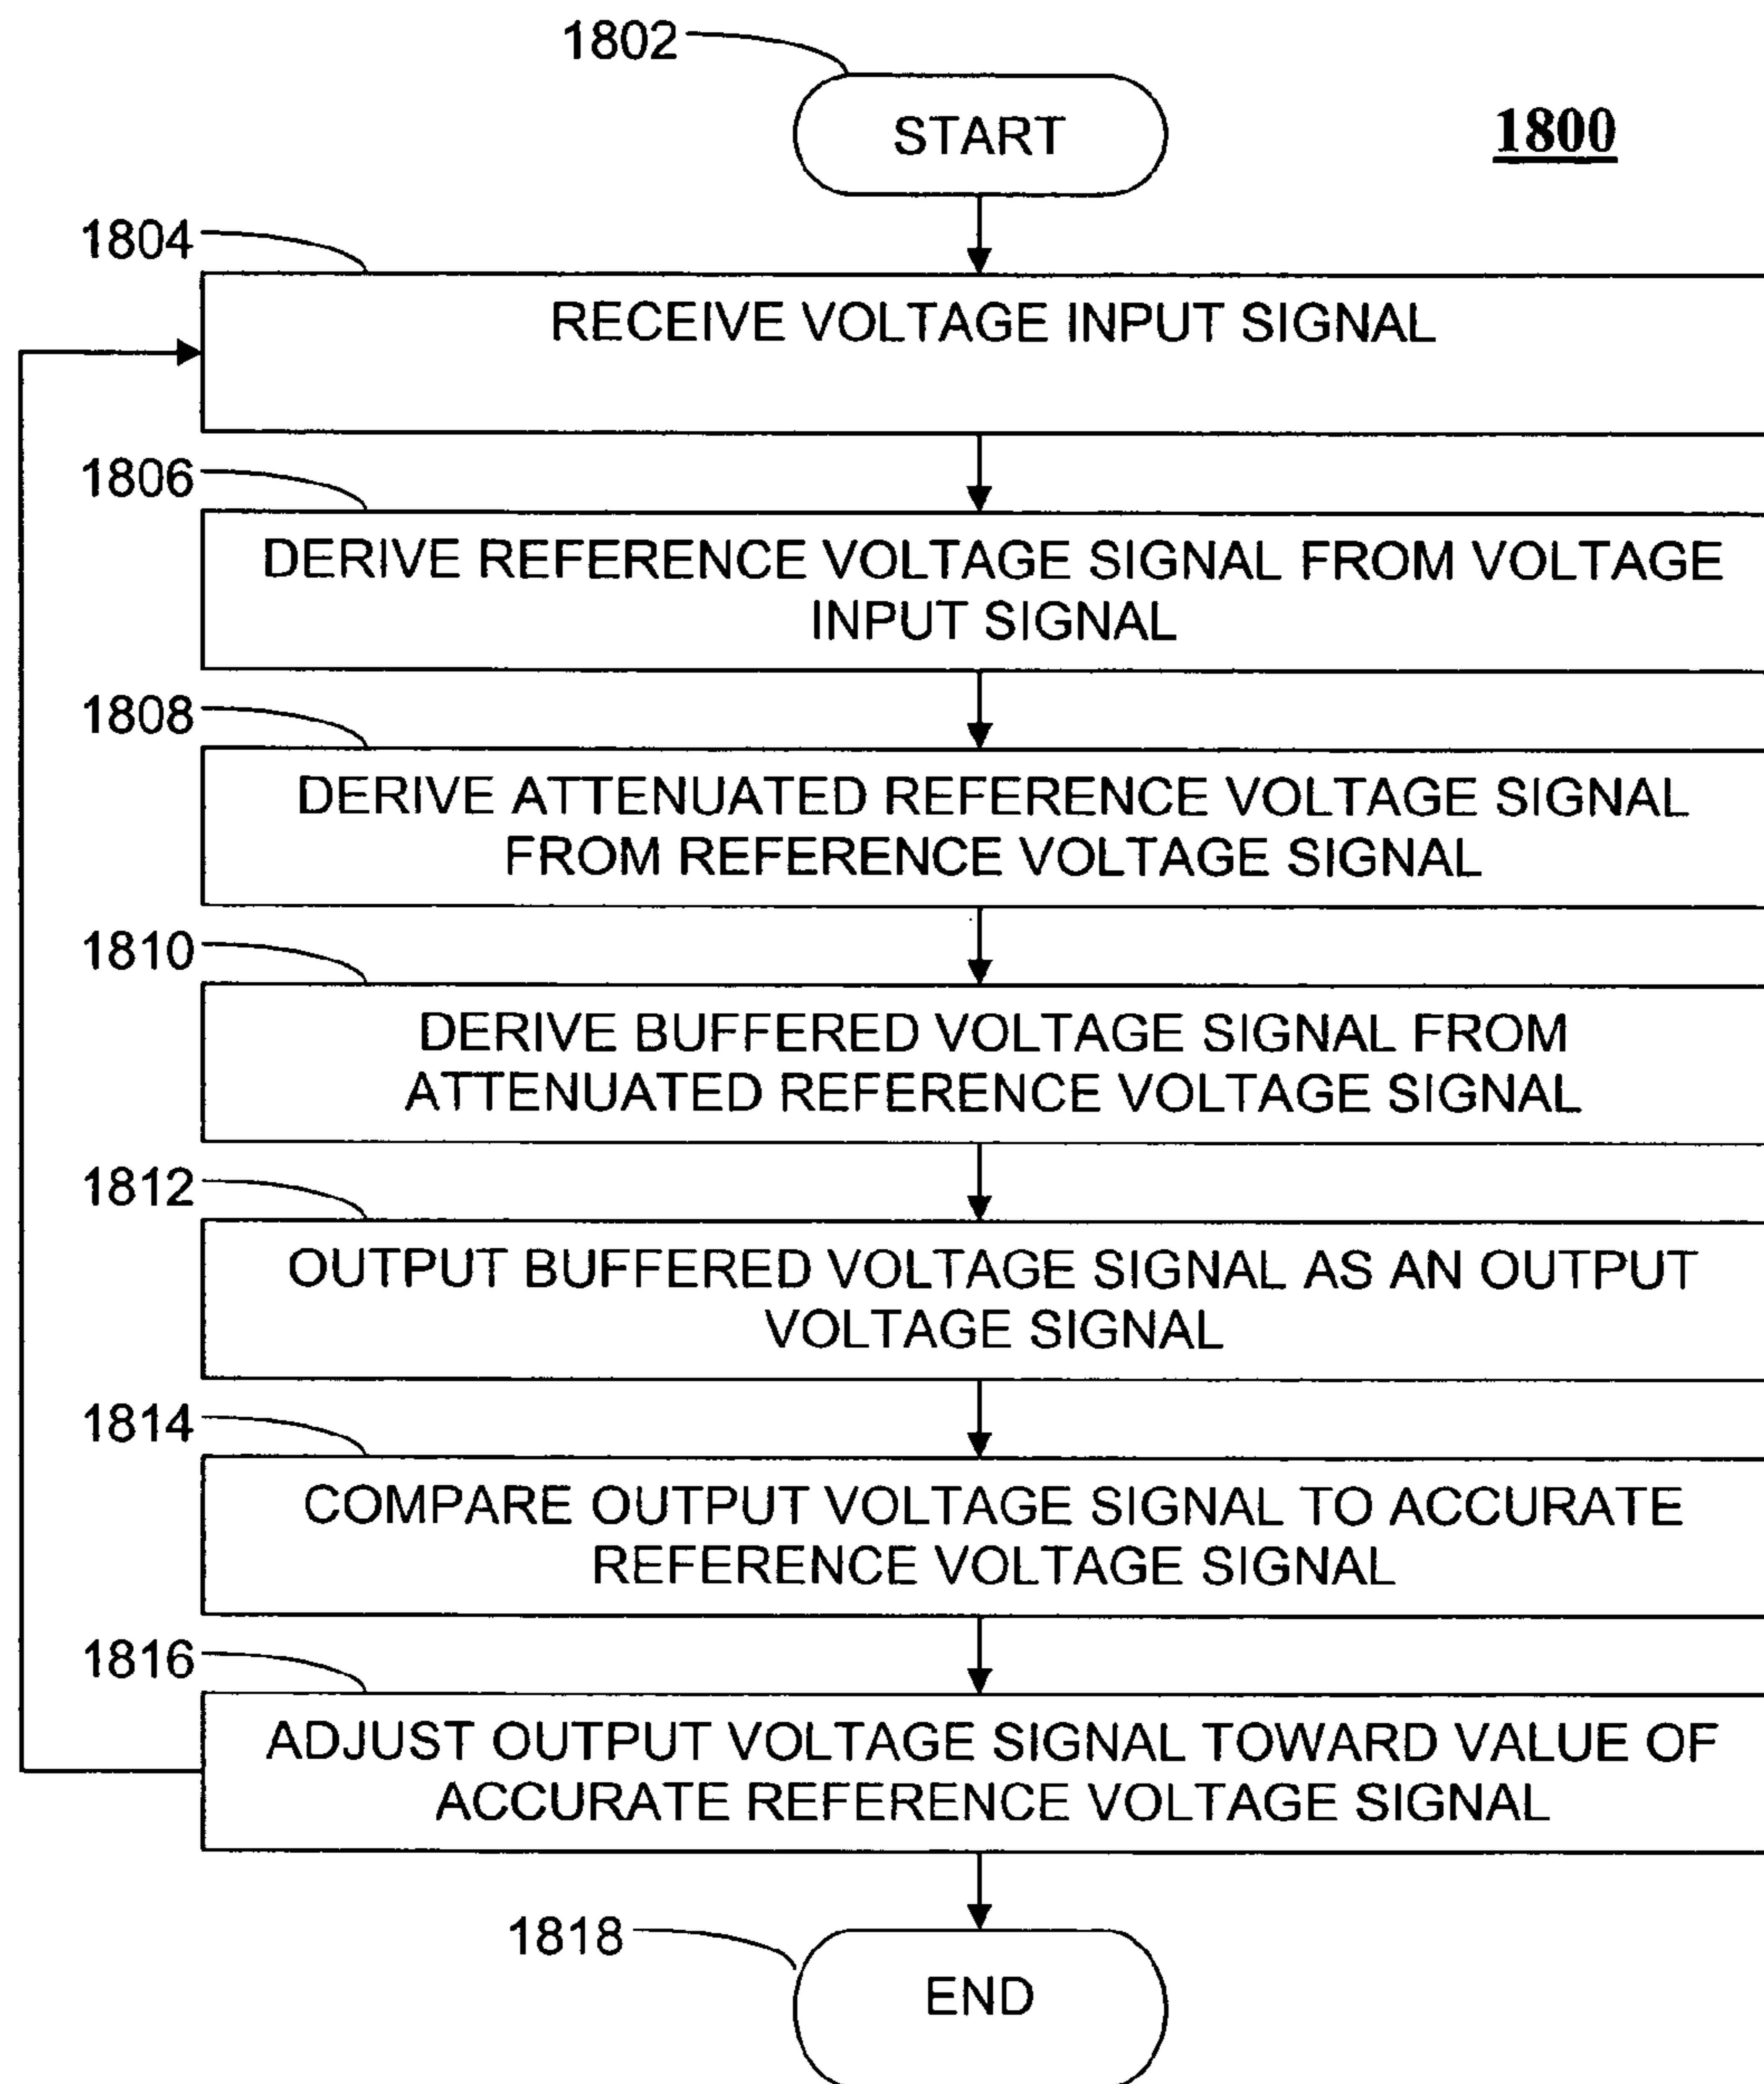 1802
START
1800
1804
RECEIVE VOLTAGE INPUT SIGNAL
1806
DERIVE REFERENCE VOLTAGE SIGNAL FROM VOLTAGE
INPUT SIGNAL
1808
DERIVE ATTENUATED REFERENCE VOLTAGE SIGNAL
FROM REFERENCE VOLTAGE SIGNAL
1810
DERIVE BUFFERED VOLTAGE SIGNAL FROM
ATTENUATED REFERENCE VOLTAGE SIGNAL
1812
OUTPUT BUFFERED VOLTAGE SIGNAL AS AN OUTPUT
VOLTAGE SIGNAL
1814
COMPARE OUTPUT VOLTAGE SIGNAL TO ACCURATE
REFERENCE VOLTAGE SIGNAL
1816
ADJUST OUTPUT VOLTAGE SIGNAL TOWARD VALUE OF
ACCURATE REFERENCE VOLTAGE SIGNAL
1818
END